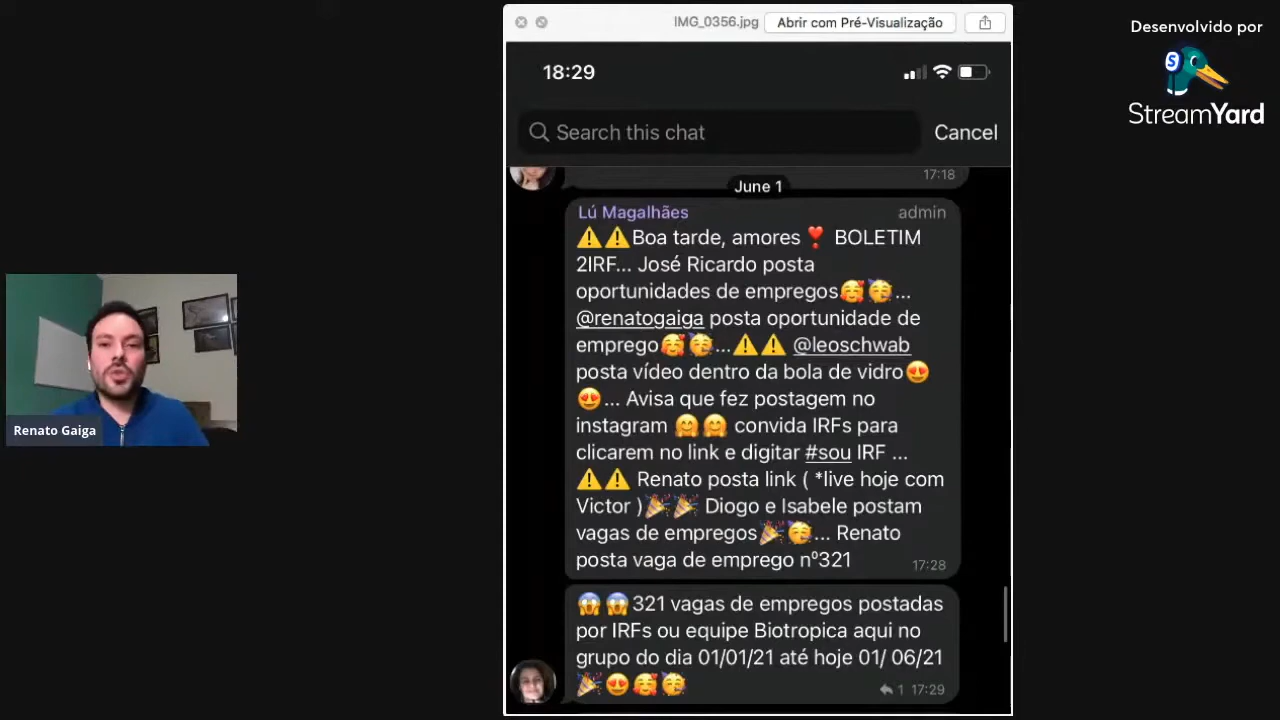 IMG_0356.jpg
Abrir com Pré-Visualização
Desenvolvido por
StreamYard
18:29
Search this chat
Cancel
17:18
June 1
Lú Magalhães
admin
⚠️⚠️Boa tarde, amores❣️ BOLETIM
2IRF... José Ricardo posta
oportunidades de empregos🥰🥳...
@renatogaiga posta oportunidade de
emprego🥰🥳...⚠️⚠️ @leoschwab
posta vídeo dentro da bola de vidro😍
😍... Avisa que fez postagem no
instagram 🤗🤗 convida IRFs para
clicarem no link e digitar #sou IRF ...
⚠️⚠️ Renato posta link ( *live hoje com
Victor )🎉🎉 Diogo e Isabele postam
vagas de empregos🎉🥳... Renato
posta vaga de emprego nº321
17:28
😱😱321 vagas de empregos postadas
por IRFs ou equipe Biotropica aqui no
grupo do dia 01/01/21 até hoje 01/ 06/21
🎉😍🥰🥳
1 17:29
Renato Gaiga